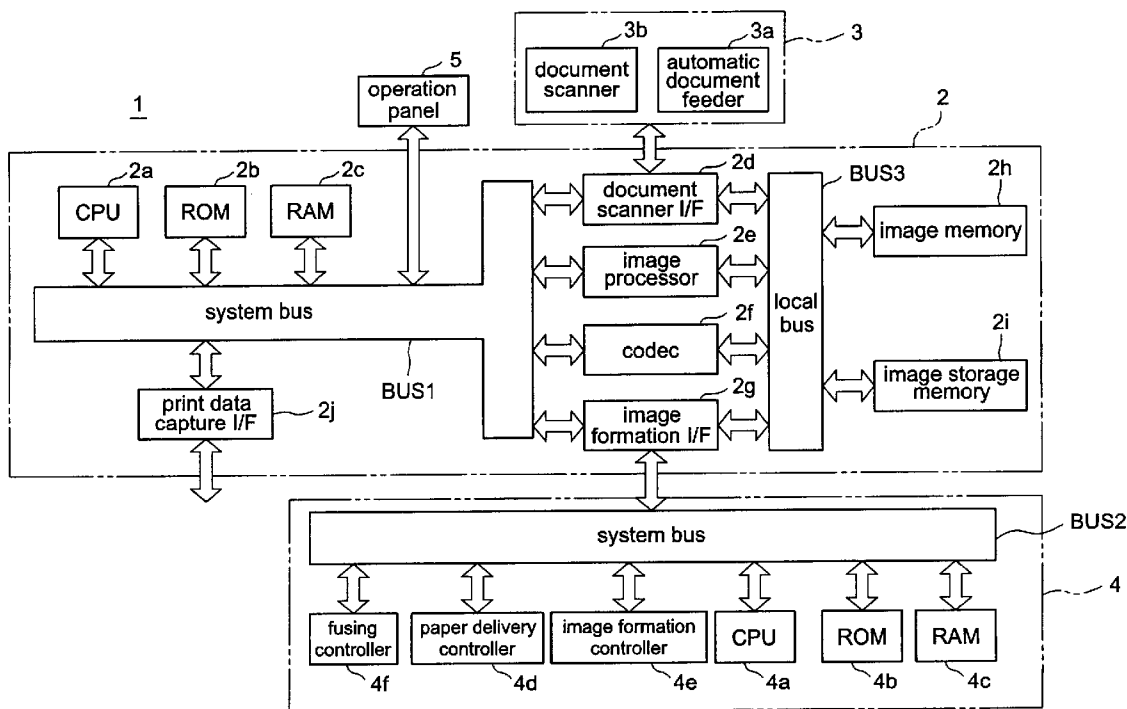 3b
3a
3
document
scanner
automatic
document
feeder
5
operation
panel
1
2
2a
2b
2c
2d
BUS3
2h
CPU
ROM
RAM
document
scanner I/F
image memory
2e
image
processor
system bus
local
bus
2f
codec
2i
image storage
memory
BUS1
2g
print data
capture I/F
2j
image
formation I/F
BUS2
system bus
4
fusing
controller
paper delivery
controller
image formation
controller
CPU
ROM
RAM
4f
4d
4e
4a
4b
4c